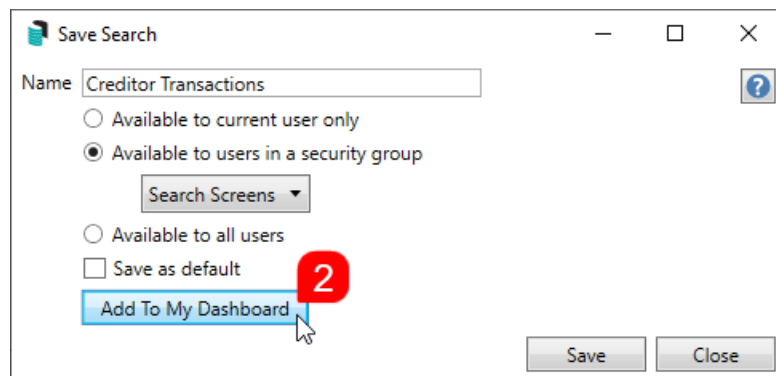 Save Search
Name Creditor Transactions
?
Available to current user only
Available to users in a security group
Search Screens
Available to all users
Save as default
2
Add To My Dashboard
Save Close